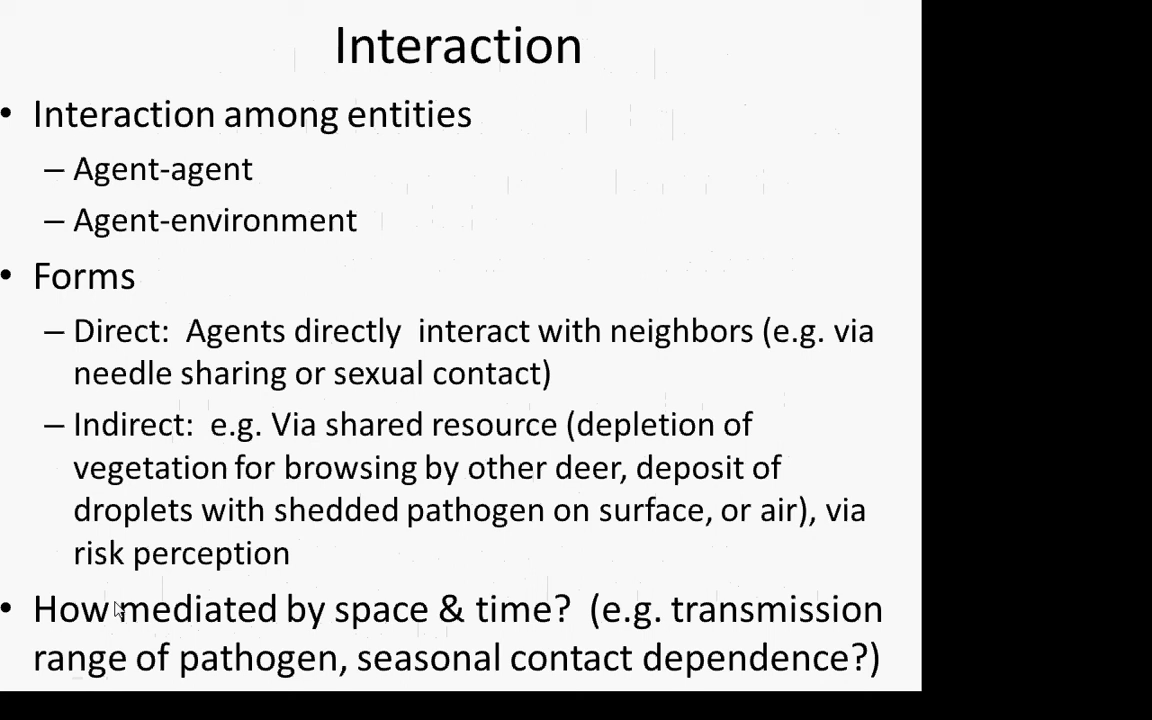 Interaction
• Interaction among entities
– Agent-agent
– Agent-environment
• Forms
– Direct:  Agents directly  interact with neighbors (e.g. via
needle sharing or sexual contact)
– Indirect:  e.g. Via shared resource (depletion of
vegetation for browsing by other deer, deposit of
droplets with shedded pathogen on surface, or air), via
risk perception
• How mediated by space & time?  (e.g. transmission
range of pathogen, seasonal contact dependence?)